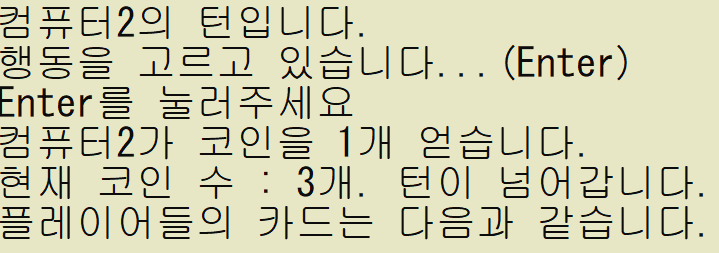 컴퓨터2의 턴입니다.
행동을 고르고 있습니다...(Enter)
Enter를 눌러주세요
컴퓨터2가 코인을 1개 얻습니다.
현재 코인 수 : 3개. 턴이 넘어갑니다.
플레이어들의 카드는 다음과 같습니다.